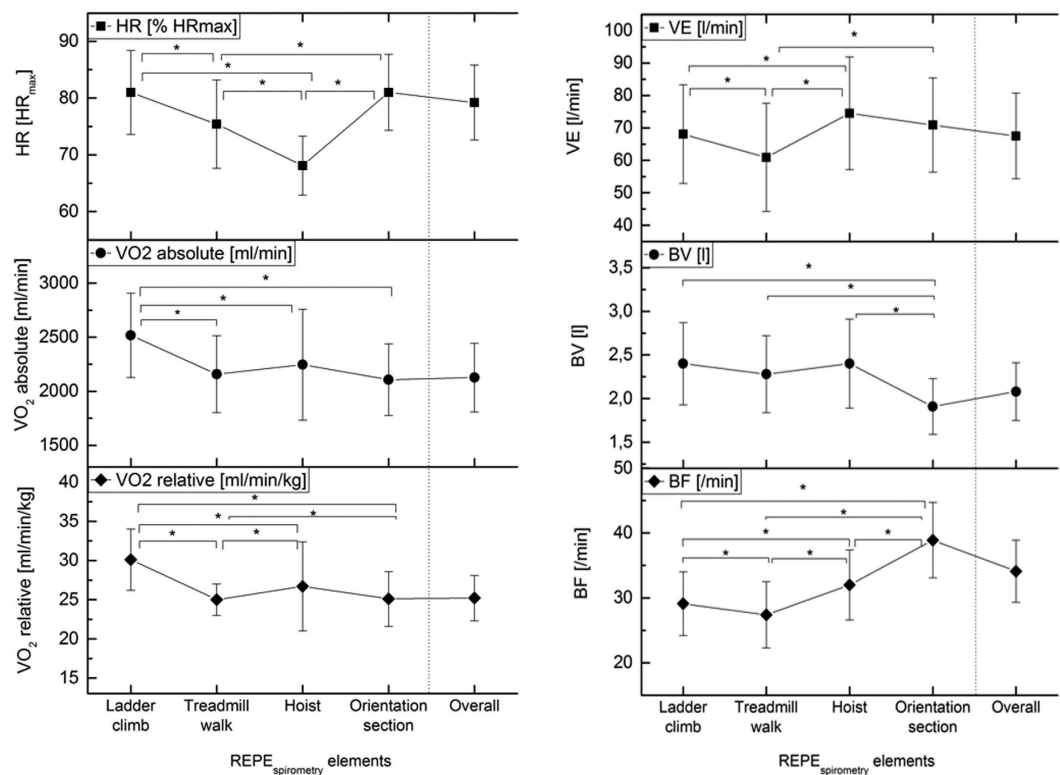 HR [% HRmax]
90
80
70
60
HR [HRmax]
* *
*
* *
VO2 absolute [ml/min]
3000
2500
2000
1500
VO2 absolute [ml/min]
*
*
*
VO2 relative [ml/min/kg]
40
35
30
25
20
15
VO2 relative [ml/min/kg]
*
* *
* *
Ladder climb
Treadmill walk
Hoist
Orientation section
Overall
REPEspirometry elements
VE [l/min]
100
90
80
70
60
50
40
30
VE [l/min]
*
*
* *
BV [l]
3,5
3,0
2,5
2,0
1,5
BV [l]
*
*
*
BF [/min]
50
40
30
20
BF [/min]
*
*
* *
* *
Ladder climb
Treadmill walk
Hoist
Orientation section
Overall
REPEspirometry elements